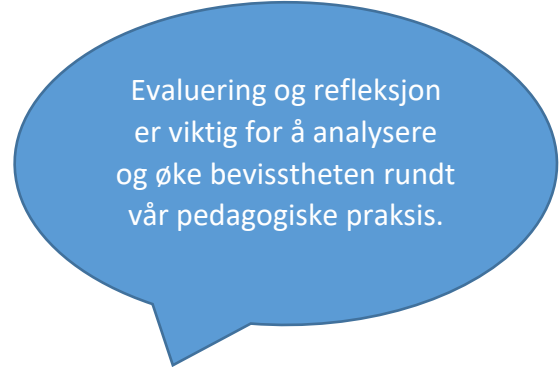 Evaluering og refleksjon
er viktig for å analysere
og øke bevisstheten rundt
vår pedagogiske praksis.